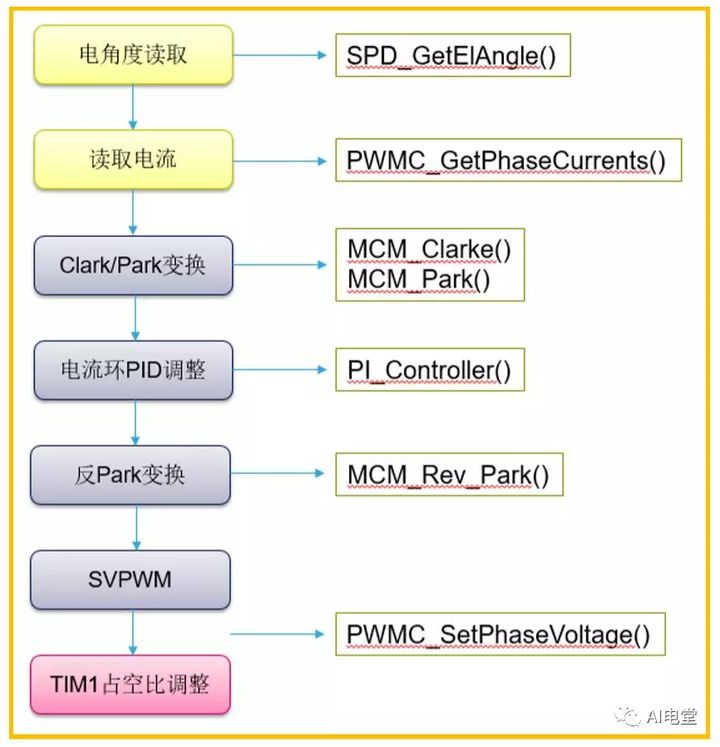 电角度读取
SPD_GetElAngle()
读取电流
PWMC_GetPhaseCurrents()
Clark/Park变换
MCM_Clarke()
MCM_Park()
电流环PID调整
PI_Controller()
反Park变换
MCM_Rev_Park()
SVPWM
PWMC_SetPhaseVoltage()
TIM1占空比调整
AI电堂